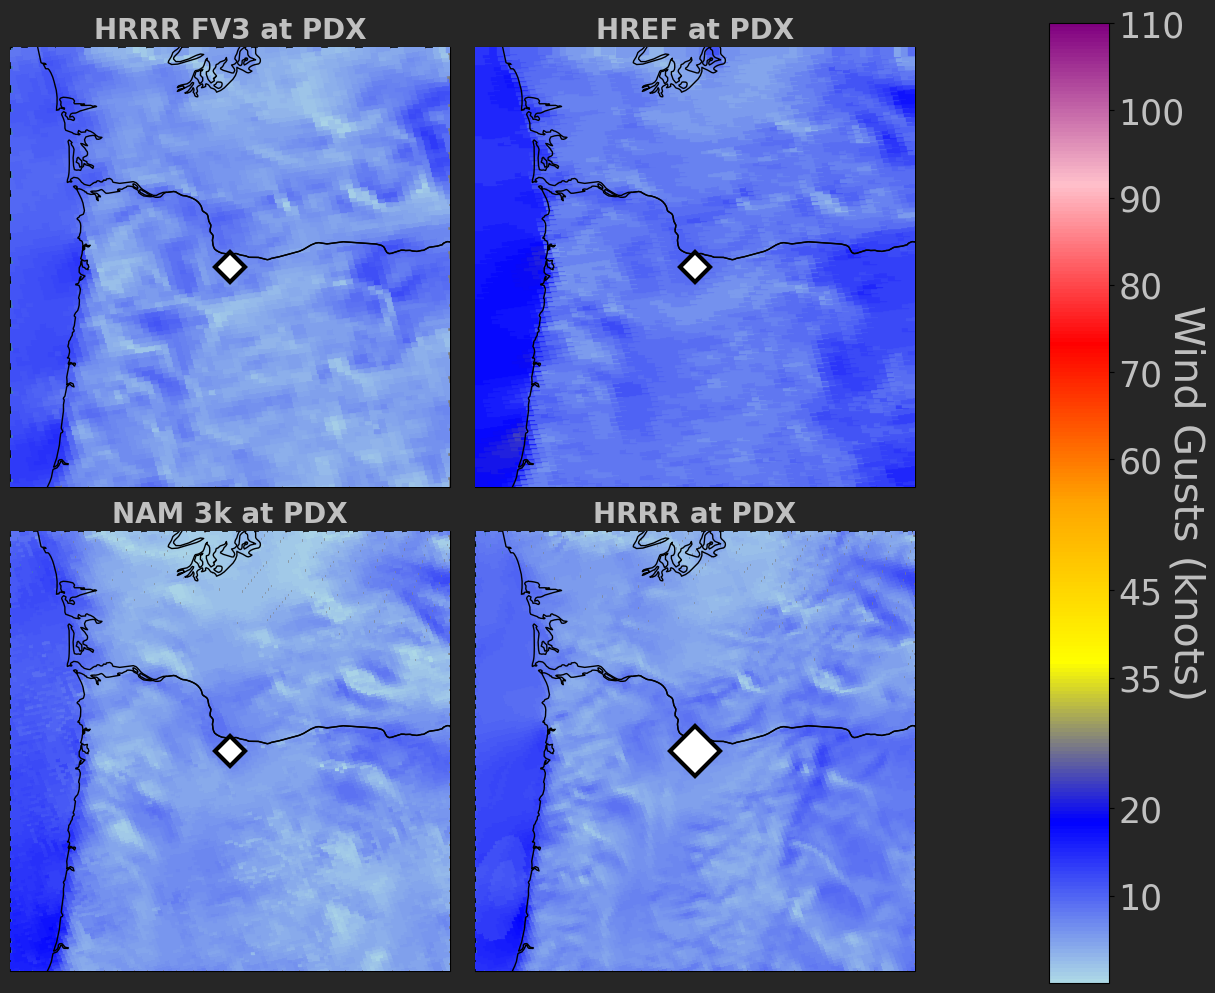 HRRR FV3 at PDX
HREF at PDX
NAM 3k at PDX
HRRR at PDX
110
100
90
80
70
60
45
35
20
10
Wind Gusts (knots)